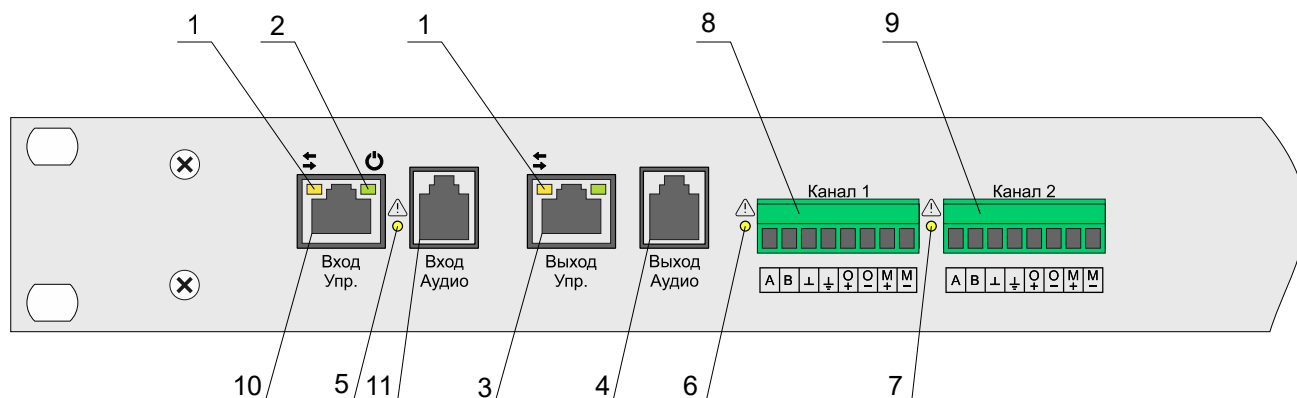 1 2 1 8 9
Канал 1 Канал 2
Вход Упр.
Вход Аудио
Выход Упр.
Выход Аудио
A B ⊥ ⏚ O+ O− M+ M−
A B ⊥ ⏚ O+ O− M+ M−
10 5 11 3 4 6 7